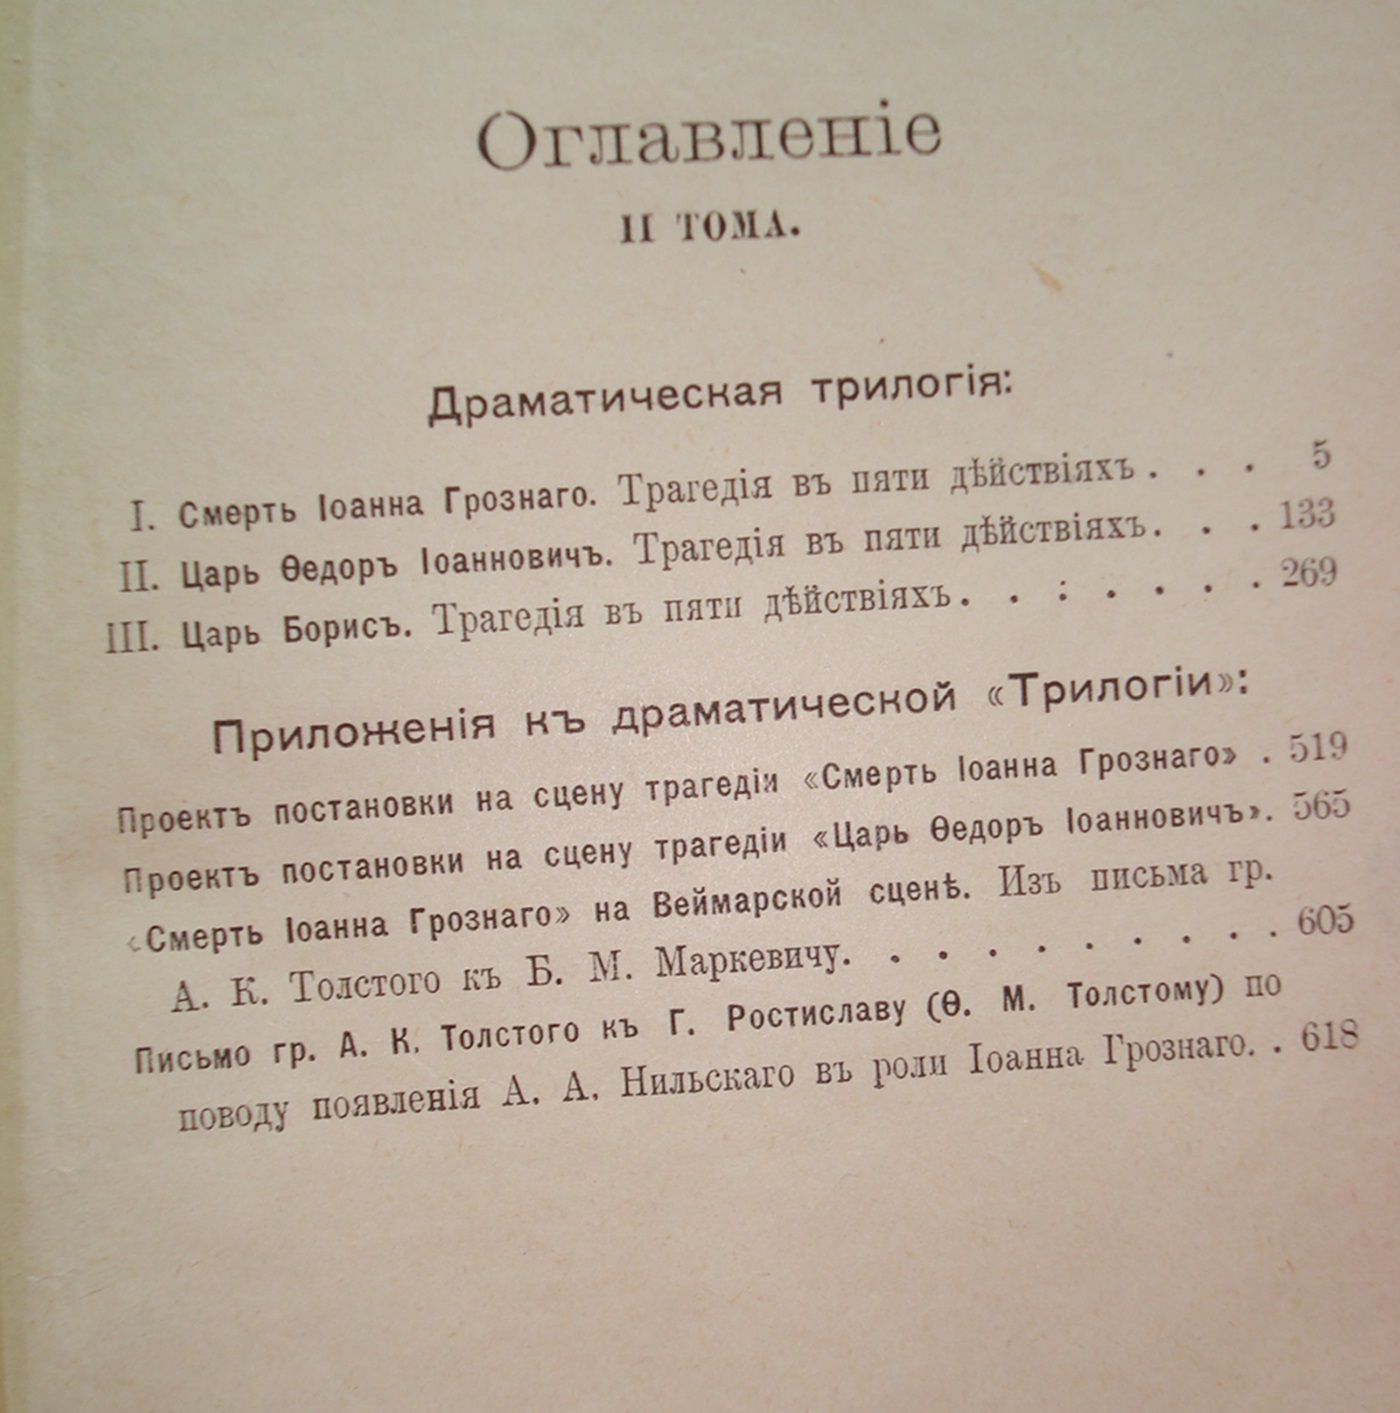 Оглавленіе
II ТОМА.
Драматическая трилогія:
I. Смерть Іоанна Грознаго. Трагедія въ пяти дѣйствіяхъ . . . 5
II. Царь Ѳедоръ Іоанновичъ. Трагедія въ пяти дѣйствіяхъ. . . 133
III. Царь Борисъ. Трагедія въ пяти дѣйствіяхъ. . . . . . . 269
Приложенія къ драматической «Трилогіи»:
Проектъ постановки на сцену трагедіи «Смерть Іоанна Грознаго» . 519
Проектъ постановки на сцену трагедіи «Царь Ѳедоръ Іоанновичъ». 565
«Смерть Іоанна Грознаго» на Веймарской сценѣ. Изъ письма гр.
А. К. Толстого къ Б. М. Маркевичу. . . . . . . . . . 605
Письмо гр. А. К. Толстого къ Г. Ростиславу (Ѳ. М. Толстому) по
поводу появленія А. А. Нильскаго въ роли Іоанна Грознаго. . 618